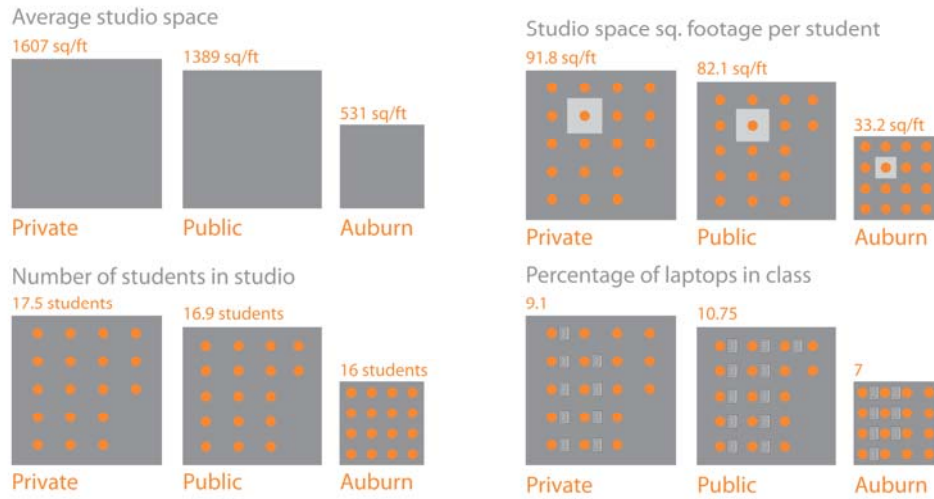 Average studio space
1607 sq/ft
1389 sq/ft
531 sq/ft
Private
Public
Auburn
Studio space sq. footage per student
91.8 sq/ft
82.1 sq/ft
33.2 sq/ft
Private
Public
Auburn
Number of students in studio
17.5 students
16.9 students
16 students
Private
Public
Auburn
Percentage of laptops in class
9.1
10.75
7
Private
Public
Auburn